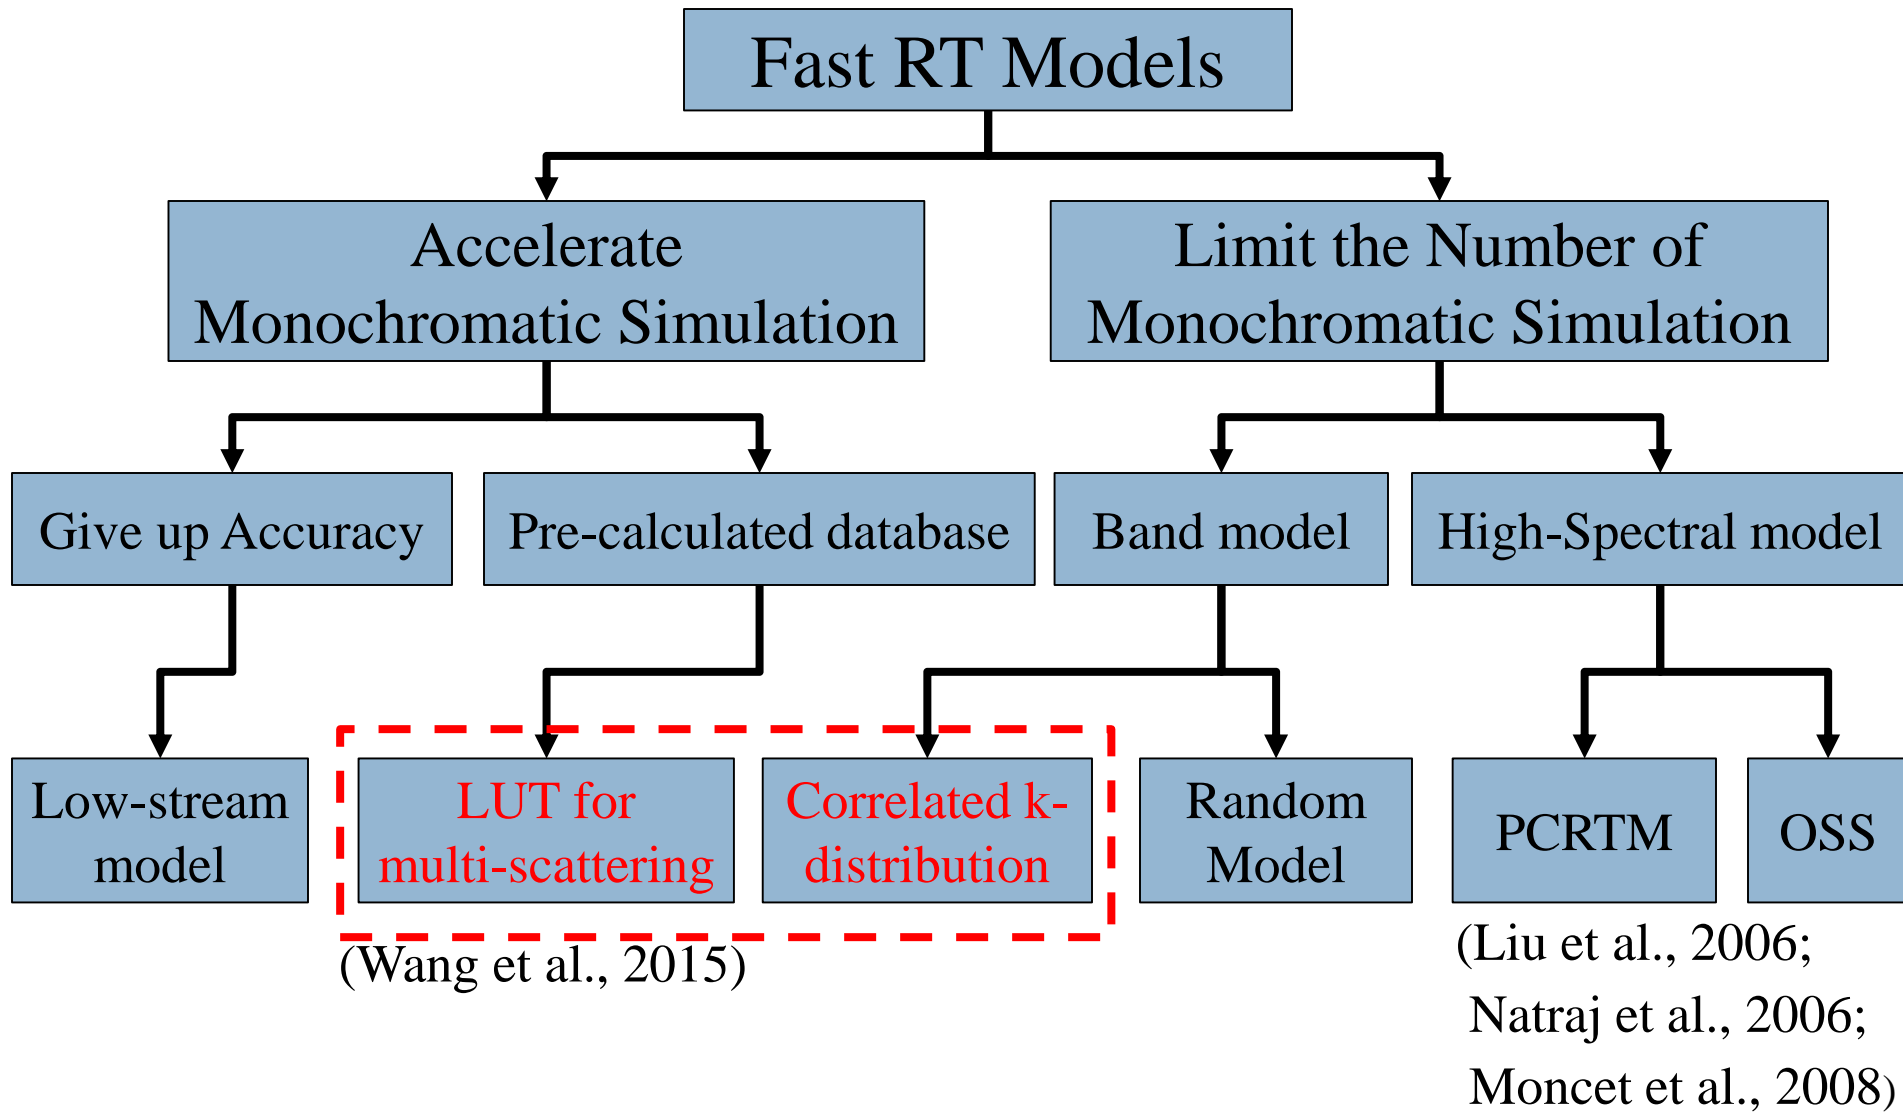 Fast RT Models
Accelerate
Monochromatic Simulation
Limit the Number of
Monochromatic Simulation
Give up Accuracy
Pre-calculated database
Band model
High-Spectral model
Low-stream
model
LUT for
multi-scattering
Correlated k-
distribution
Random
Model
PCRTM
OSS
(Wang et al., 2015)
(Liu et al., 2006;
Natraj et al., 2006;
Moncet et al., 2008)